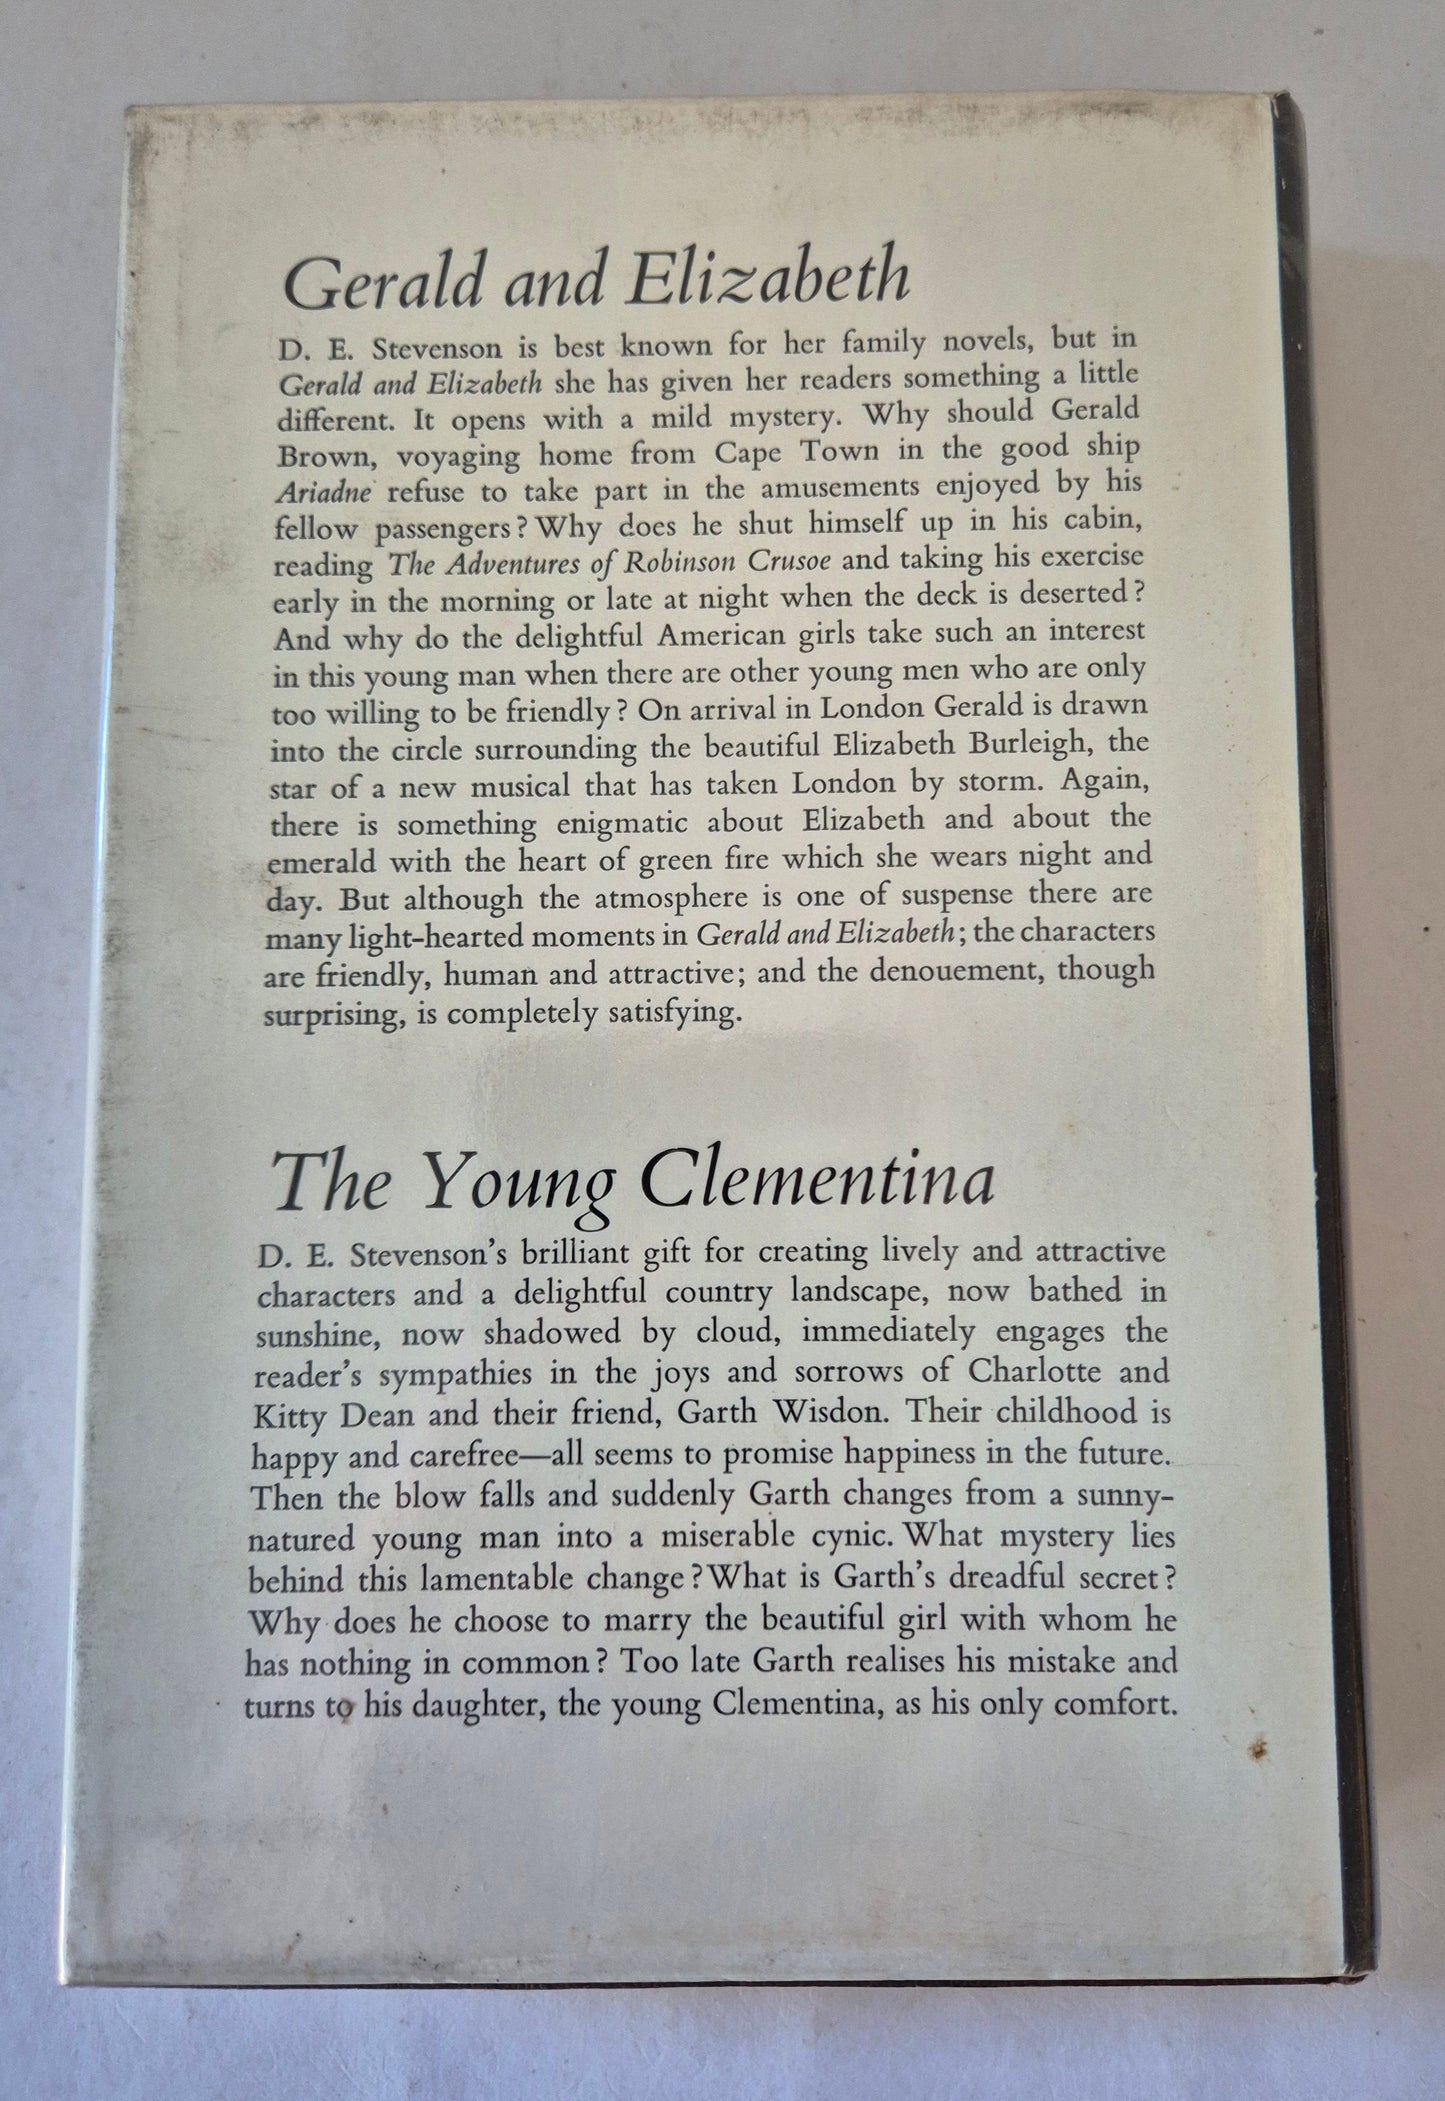 Gerald and Elizabeth
D. E. Stevenson is best known for her family novels, but in
Gerald and Elizabeth she has given her readers something a little
different. It opens with a mild mystery. Why should Gerald
Brown, voyaging home from Cape Town in the good ship
Ariadne refuse to take part in the amusements enjoyed by his
fellow passengers? Why does he shut himself up in his cabin,
reading The Adventures of Robinson Crusoe and taking his exercise
early in the morning or late at night when the deck is deserted?
And why do the delightful American girls take such an interest
in this young man when there are other young men who are only
too willing to be friendly? On arrival in London Gerald is drawn
into the circle surrounding the beautiful Elizabeth Burleigh, the
star of a new musical that has taken London by storm. Again,
there is something enigmatic about Elizabeth and about the
emerald with the heart of green fire which she wears night and
day. But although the atmosphere is one of suspense there are
many light-hearted moments in Gerald and Elizabeth; the characters
are friendly, human and attractive; and the denouement, though
surprising, is completely satisfying.
The Young Clementina
D. E. Stevenson's brilliant gift for creating lively and attractive
characters and a delightful country landscape, now bathed in
sunshine, now shadowed by cloud, immediately engages the
reader's sympathies in the joys and sorrows of Charlotte and
Kitty Dean and their friend, Garth Wisdon. Their childhood is
happy and carefree—all seems to promise happiness in the future.
Then the blow falls and suddenly Garth changes from a sunny-
natured young man into a miserable cynic. What mystery lies
behind this lamentable change? What is Garth's dreadful secret?
Why does he choose to marry the beautiful girl with whom he
has nothing in common? Too late Garth realises his mistake and
turns to his daughter, the young Clementina, as his only comfort.